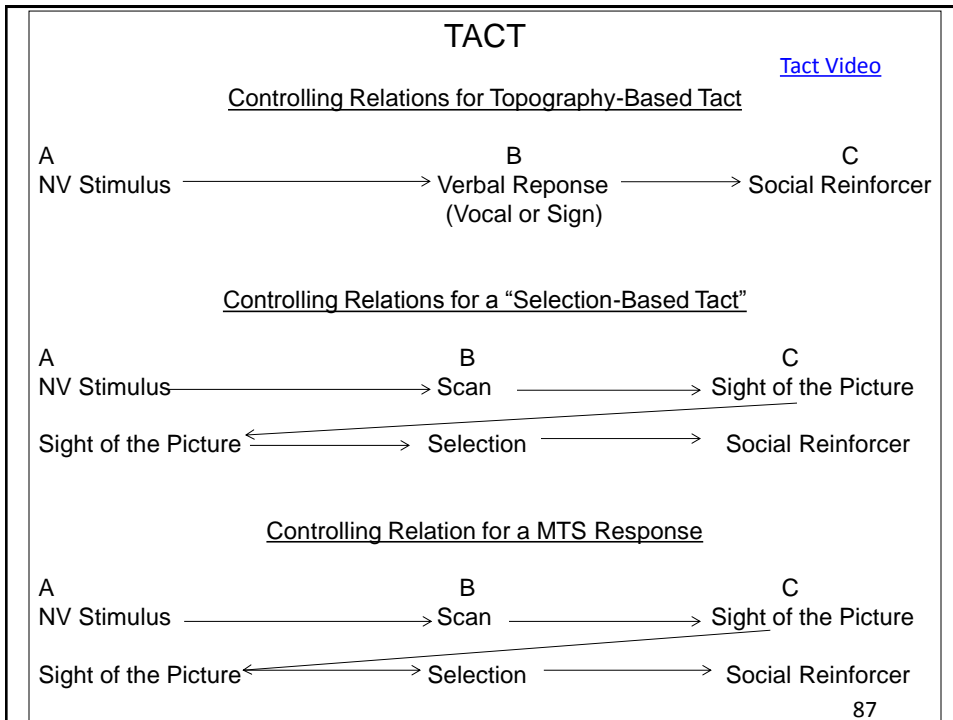 TACT
Tact Video
Controlling Relations for Topography-Based Tact
A B C
NV Stimulus Verbal Reponse Social Reinforcer
(Vocal or Sign)
Controlling Relations for a “Selection-Based Tact”
A B C
NV Stimulus Scan Sight of the Picture
Sight of the Picture Selection Social Reinforcer
Controlling Relation for a MTS Response
A B C
NV Stimulus Scan Sight of the Picture
Sight of the Picture Selection Social Reinforcer
87